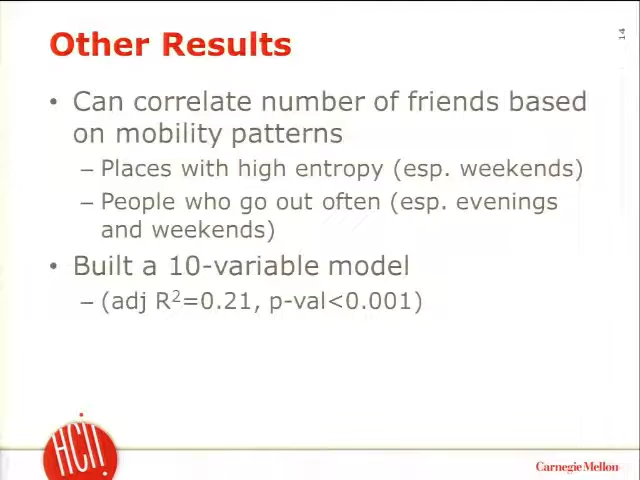 14
Other Results
• Can correlate number of friends based
on mobility patterns
– Places with high entropy (esp. weekends)
– People who go out often (esp. evenings
and weekends)
• Built a 10-variable model
– (adj R²=0.21, p-val<0.001)
HCII
Carnegie Mellon